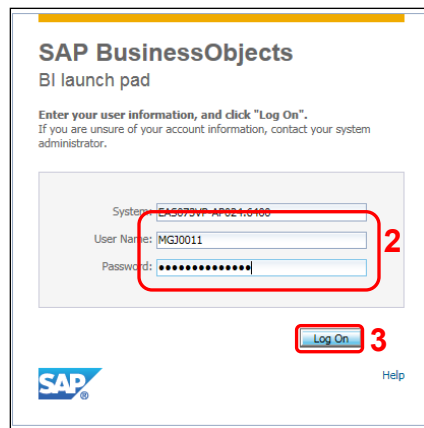 SAP BusinessObjects
BI launch pad
Enter your user information, and click "Log On".
If you are unsure of your account information, contact your system
administrator.
System:
User Name: MGJ0011
2
Password: ●●●●●●●●●●●●●●
Log On 3
SAP®
Help